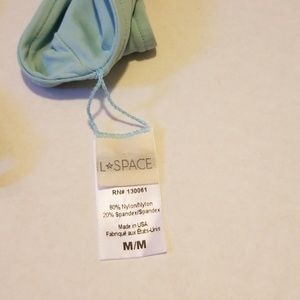 L☆SPACE
RN# 130061
80% Nylon/Nylon
20% Spandex/Spandex
Made in USA
Fabriqué aux États-Unis
M/M